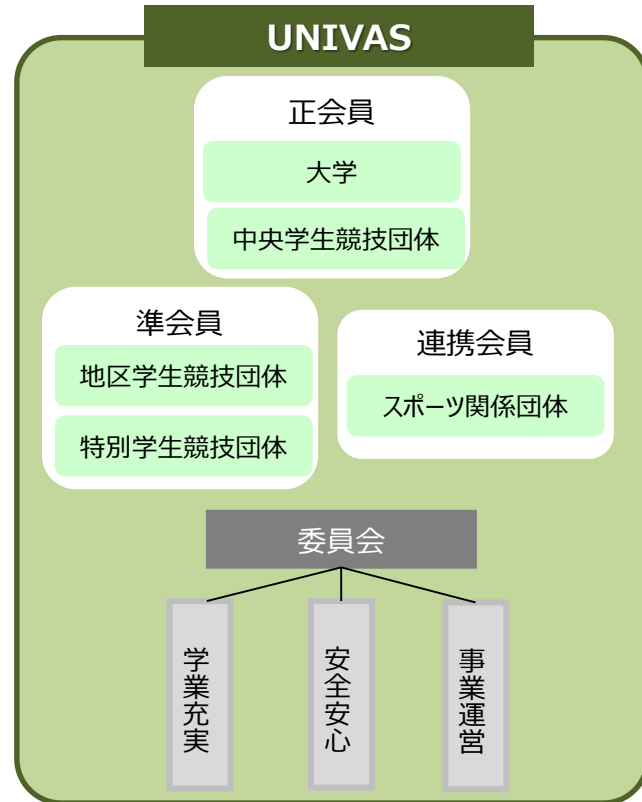 UNIVAS
正会員
大学
中央学生競技団体
準会員
地区学生競技団体
特別学生競技団体
連携会員
スポーツ関係団体
委員会
学業充実
安全安心
事業運営